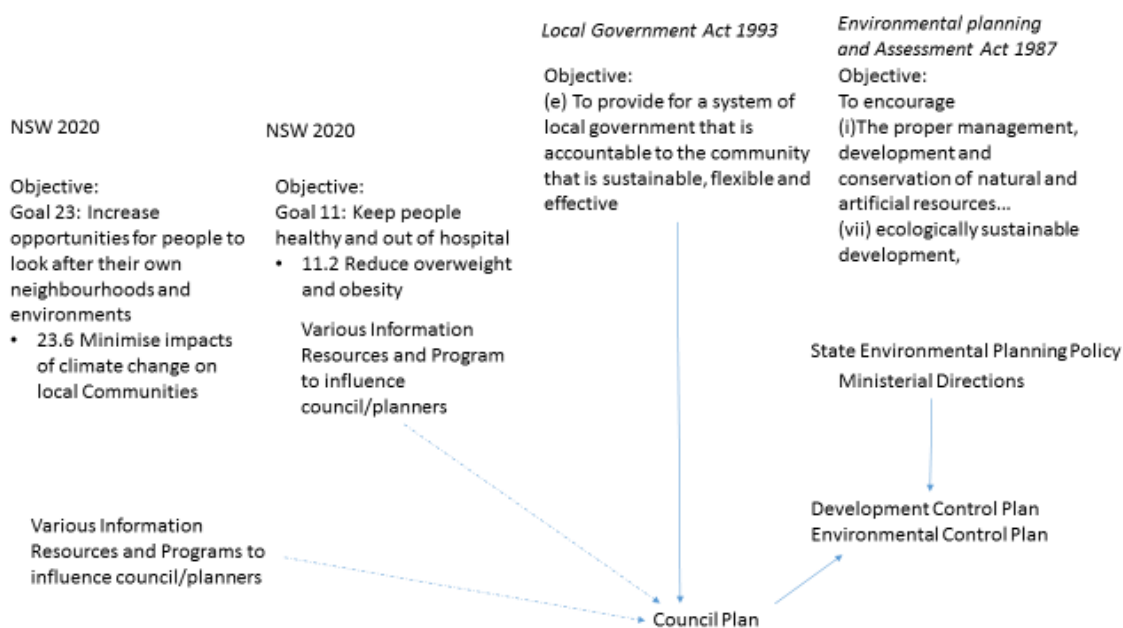 NSW 2020
Objective:
Goal 23: Increase
opportunities for people to
look after their own
neighbourhoods and
environments
• 23.6 Minimise impacts
of climate change on
local Communities
Various Information
Resources and Programs to
influence council/planners
NSW 2020
Objective:
Goal 11: Keep people
healthy and out of hospital
• 11.2 Reduce overweight
and obesity
Various Information
Resources and Program
to influence
council/planners
Local Government Act 1993
Objective:
(e) To provide for a system of
local government that is
accountable to the community
that is sustainable, flexible and
effective
Council Plan
Environmental planning
and Assessment Act 1987
Objective:
To encourage
(i)The proper management,
development and
conservation of natural and
artificial resources...
(vii) ecologically sustainable
development,
State Environmental Planning Policy
Ministerial Directions
Development Control Plan
Environmental Control Plan